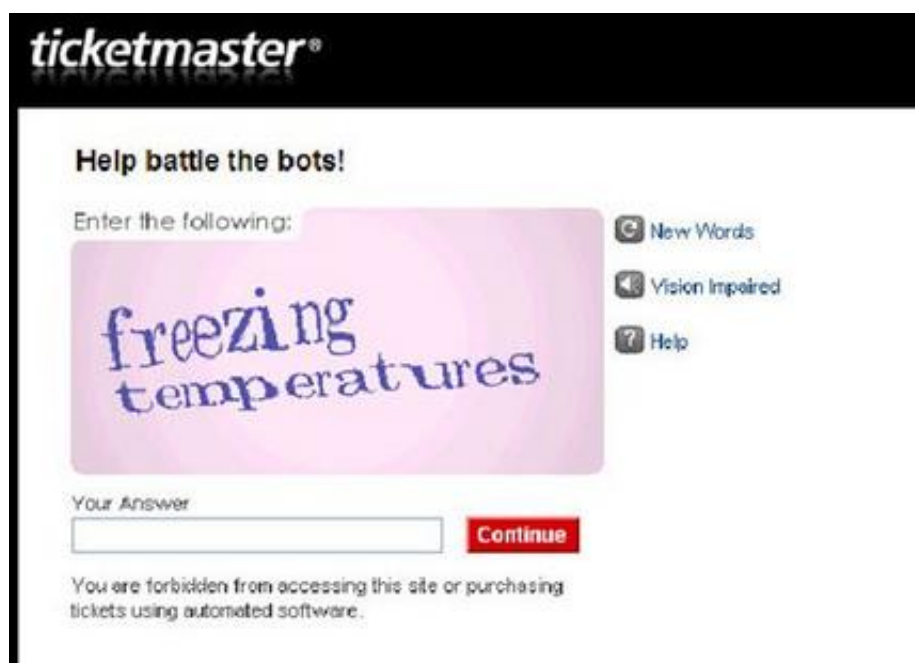 ticketmaster®
Help battle the bots!
Enter the following:
freezing
temperatures
New Words
Vision Impaired
? Help
Your Answer
Continue
You are forbidden from accessing this site or purchasing
tickets using automated software.